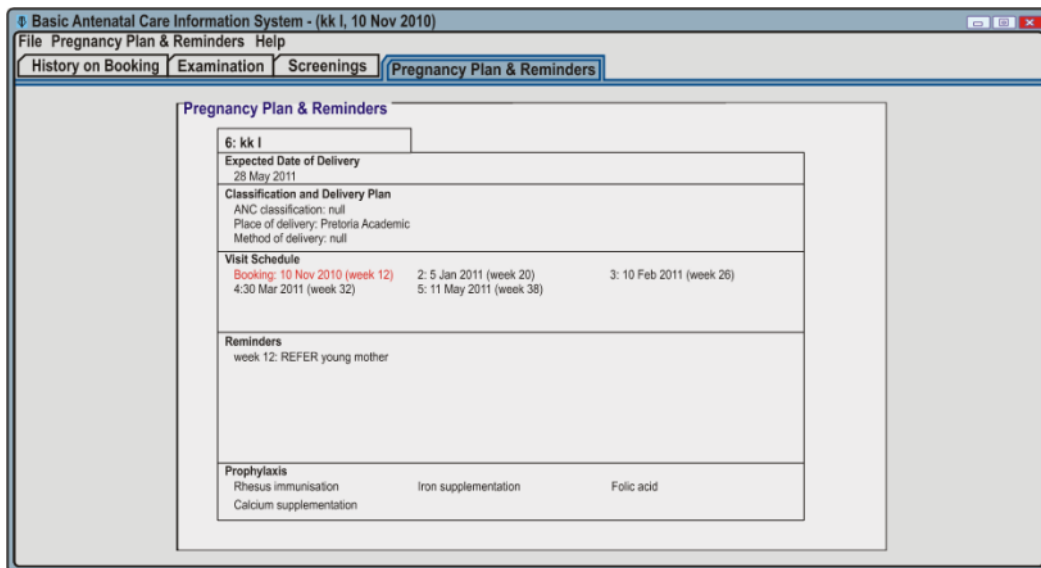 Basic Antenatal Care Information System - (kk I, 10 Nov 2010)
File Pregnancy Plan & Reminders Help
History on Booking Examination Screenings Pregnancy Plan & Reminders
Pregnancy Plan & Reminders
6: kk I
Expected Date of Delivery
28 May 2011
Classification and Delivery Plan
ANC classification: null
Place of delivery: Pretoria Academic
Method of delivery: null
Visit Schedule
Booking: 10 Nov 2010 (week 12) 2: 5 Jan 2011 (week 20) 3: 10 Feb 2011 (week 26)
4:30 Mar 2011 (week 32) 5: 11 May 2011 (week 38)
Reminders
week 12: REFER young mother
Prophylaxis
Rhesus immunisation Iron supplementation Folic acid
Calcium supplementation